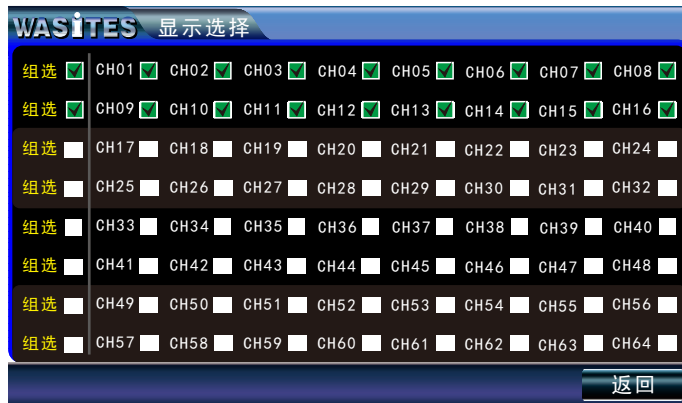 WASiTES 显示选择
组选 CH01 CH02 CH03 CH04 CH05 CH06 CH07 CH08
组选 CH09 CH10 CH11 CH12 CH13 CH14 CH15 CH16
组选 CH17 CH18 CH19 CH20 CH21 CH22 CH23 CH24
组选 CH25 CH26 CH27 CH28 CH29 CH30 CH31 CH32
组选 CH33 CH34 CH35 CH36 CH37 CH38 CH39 CH40
组选 CH41 CH42 CH43 CH44 CH45 CH46 CH47 CH48
组选 CH49 CH50 CH51 CH52 CH53 CH54 CH55 CH56
组选 CH57 CH58 CH59 CH60 CH61 CH62 CH63 CH64
返回